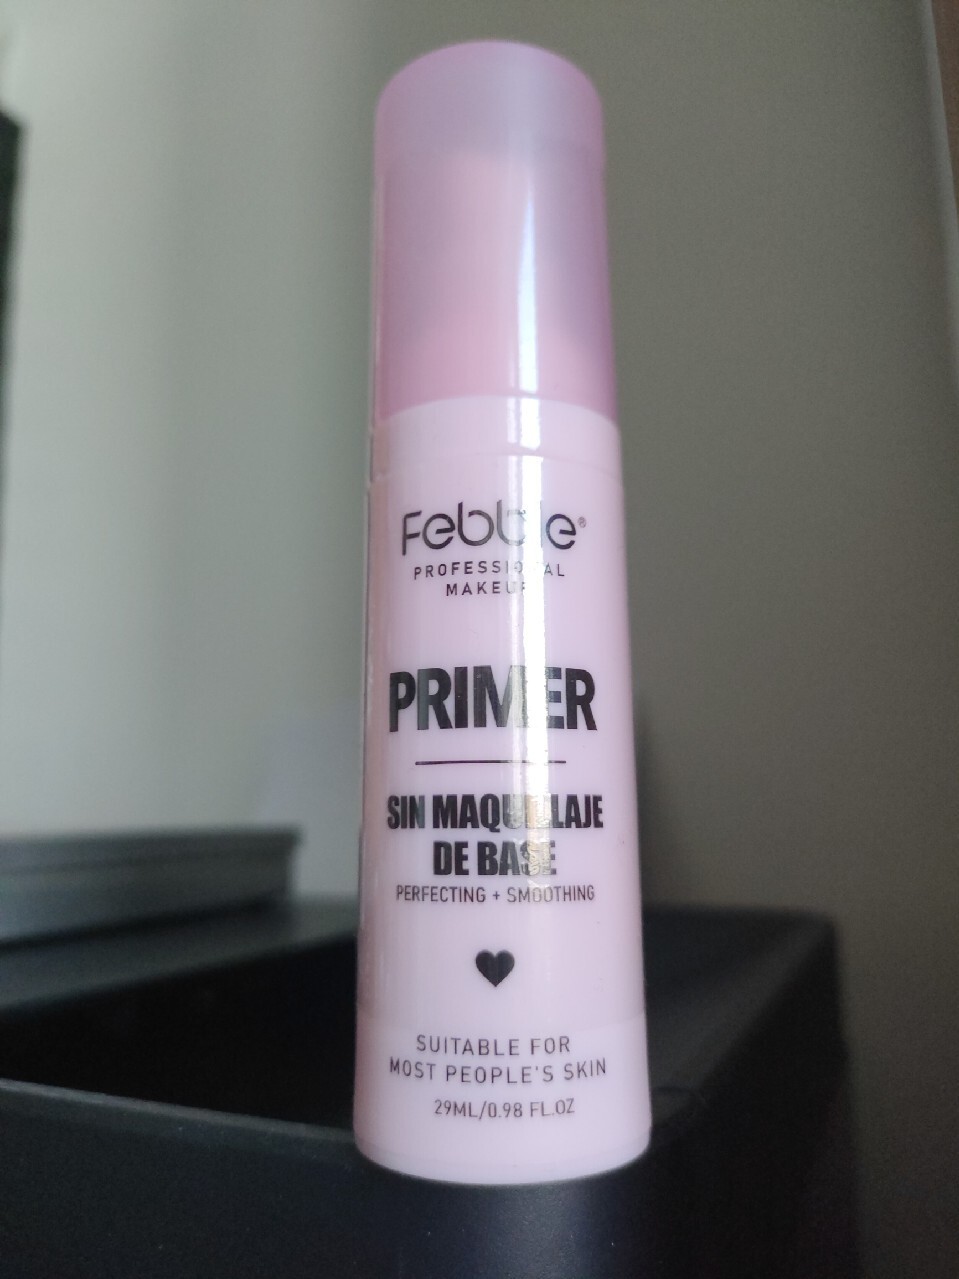 Febble®
PROFESSIONAL
MAKEUP
PRIMER
SIN MAQUILLAJE
DE BASE
PERFECTING + SMOOTHING
SUITABLE FOR
MOST PEOPLE'S SKIN
29ML/0.98 FL.OZ